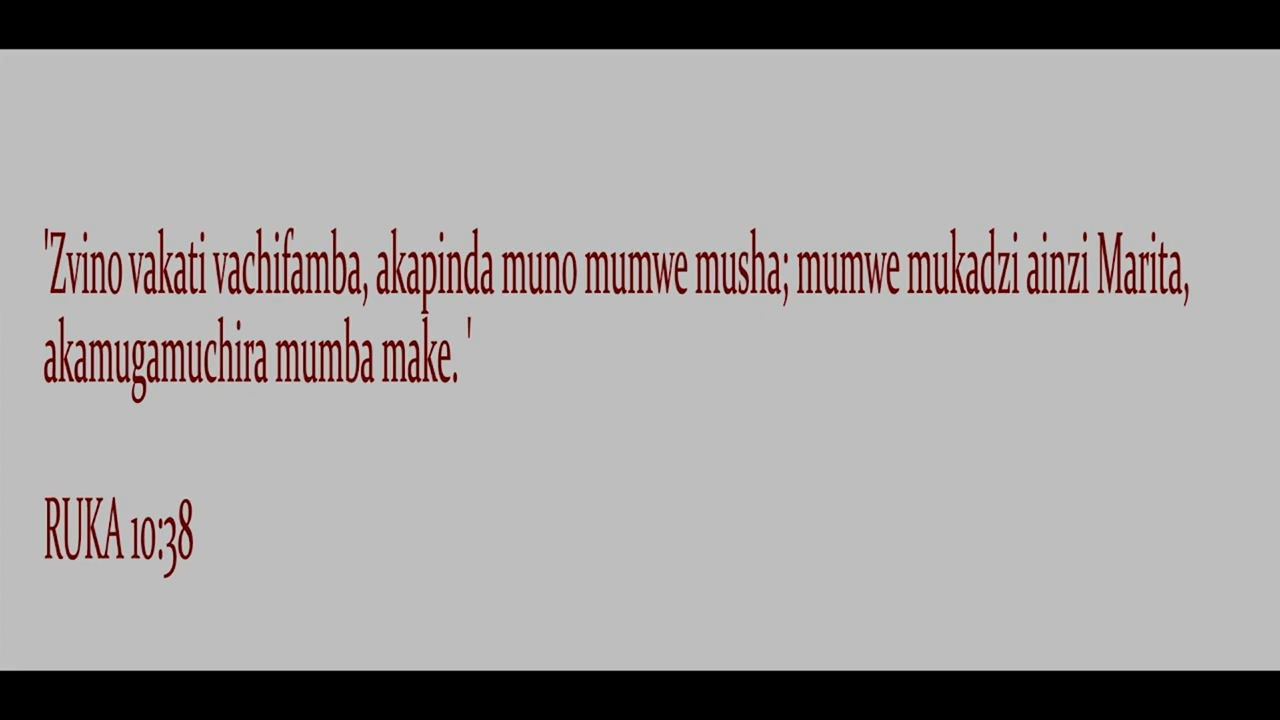 'Zvino vakati vachifamba, akapinda muno mumwe musha; mumwe mukadzi ainzi Marita,
akamugamuchira mumba make. '
RUKA 10:38